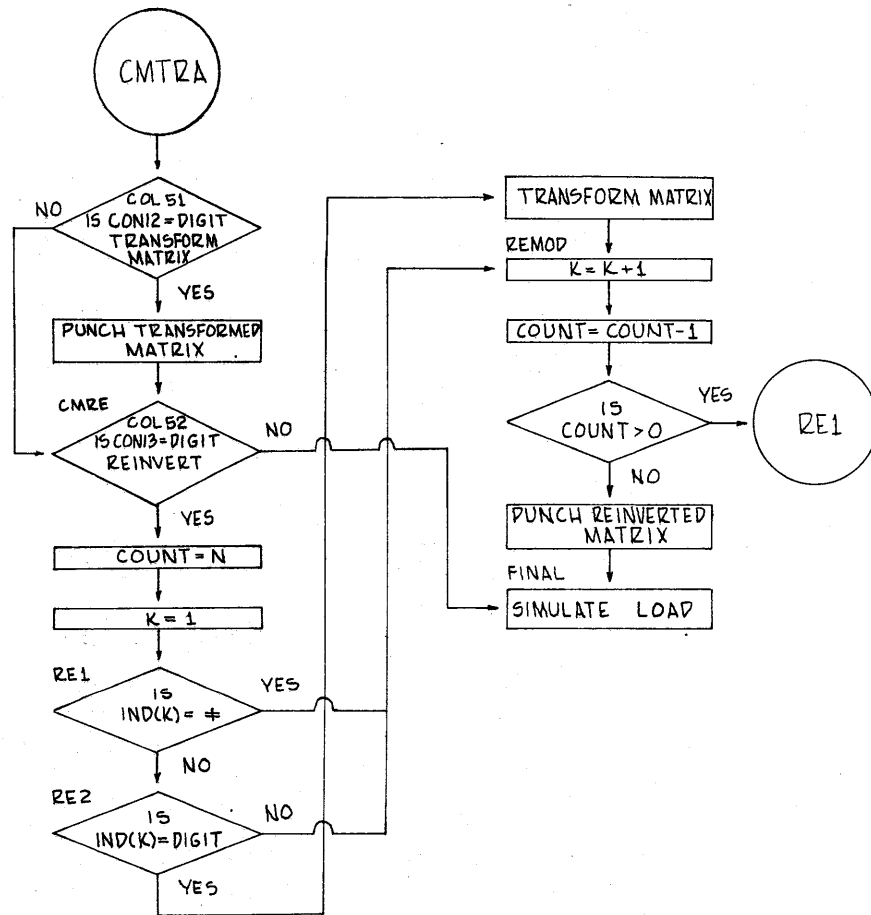 CMTRA
COL 51
IS CON12=DIGIT
TRANSFORM
MATRIX
NO
YES
PUNCH TRANSFORMED
MATRIX
CMRE
COL 52
IS CON13=DIGIT
REINVERT
NO
YES
COUNT=N
K=1
RE1
IS
IND(K)= ‡
YES
NO
RE2
IS
IND(K)=DIGIT
NO
YES
TRANSFORM MATRIX
REMOD
K=K+1
COUNT=COUNT-1
IS
COUNT>0
YES
RE1
NO
PUNCH REINVERTED
MATRIX
FINAL
SIMULATE LOAD